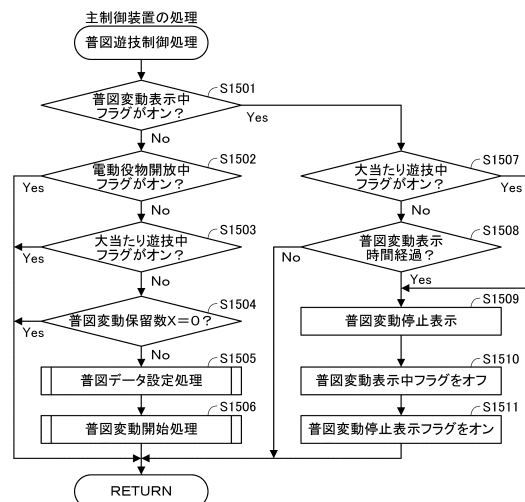 主制御装置の処理
普図遊技制御処理
S1501
普図変動表示中
フラグがオン？
Yes
No
S1502
電動役物開放中
フラグがオン？
Yes
No
S1503
大当たり遊技中
フラグがオン？
Yes
No
S1504
普図変動保留数X＝0？
Yes
No
S1505
普図データ設定処理
S1506
普図変動開始処理
S1507
大当たり遊技中
フラグがオン？
Yes
No
S1508
普図変動表示
時間経過？
No
Yes
S1509
普図変動停止表示
S1510
普図変動表示中フラグをオフ
S1511
普図変動停止表示フラグをオン
RETURN